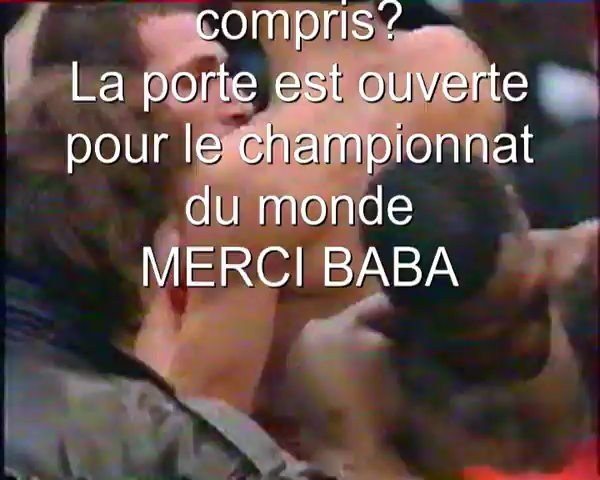 compris?
La porte est ouverte
pour le championnat
du monde
MERCI BABA